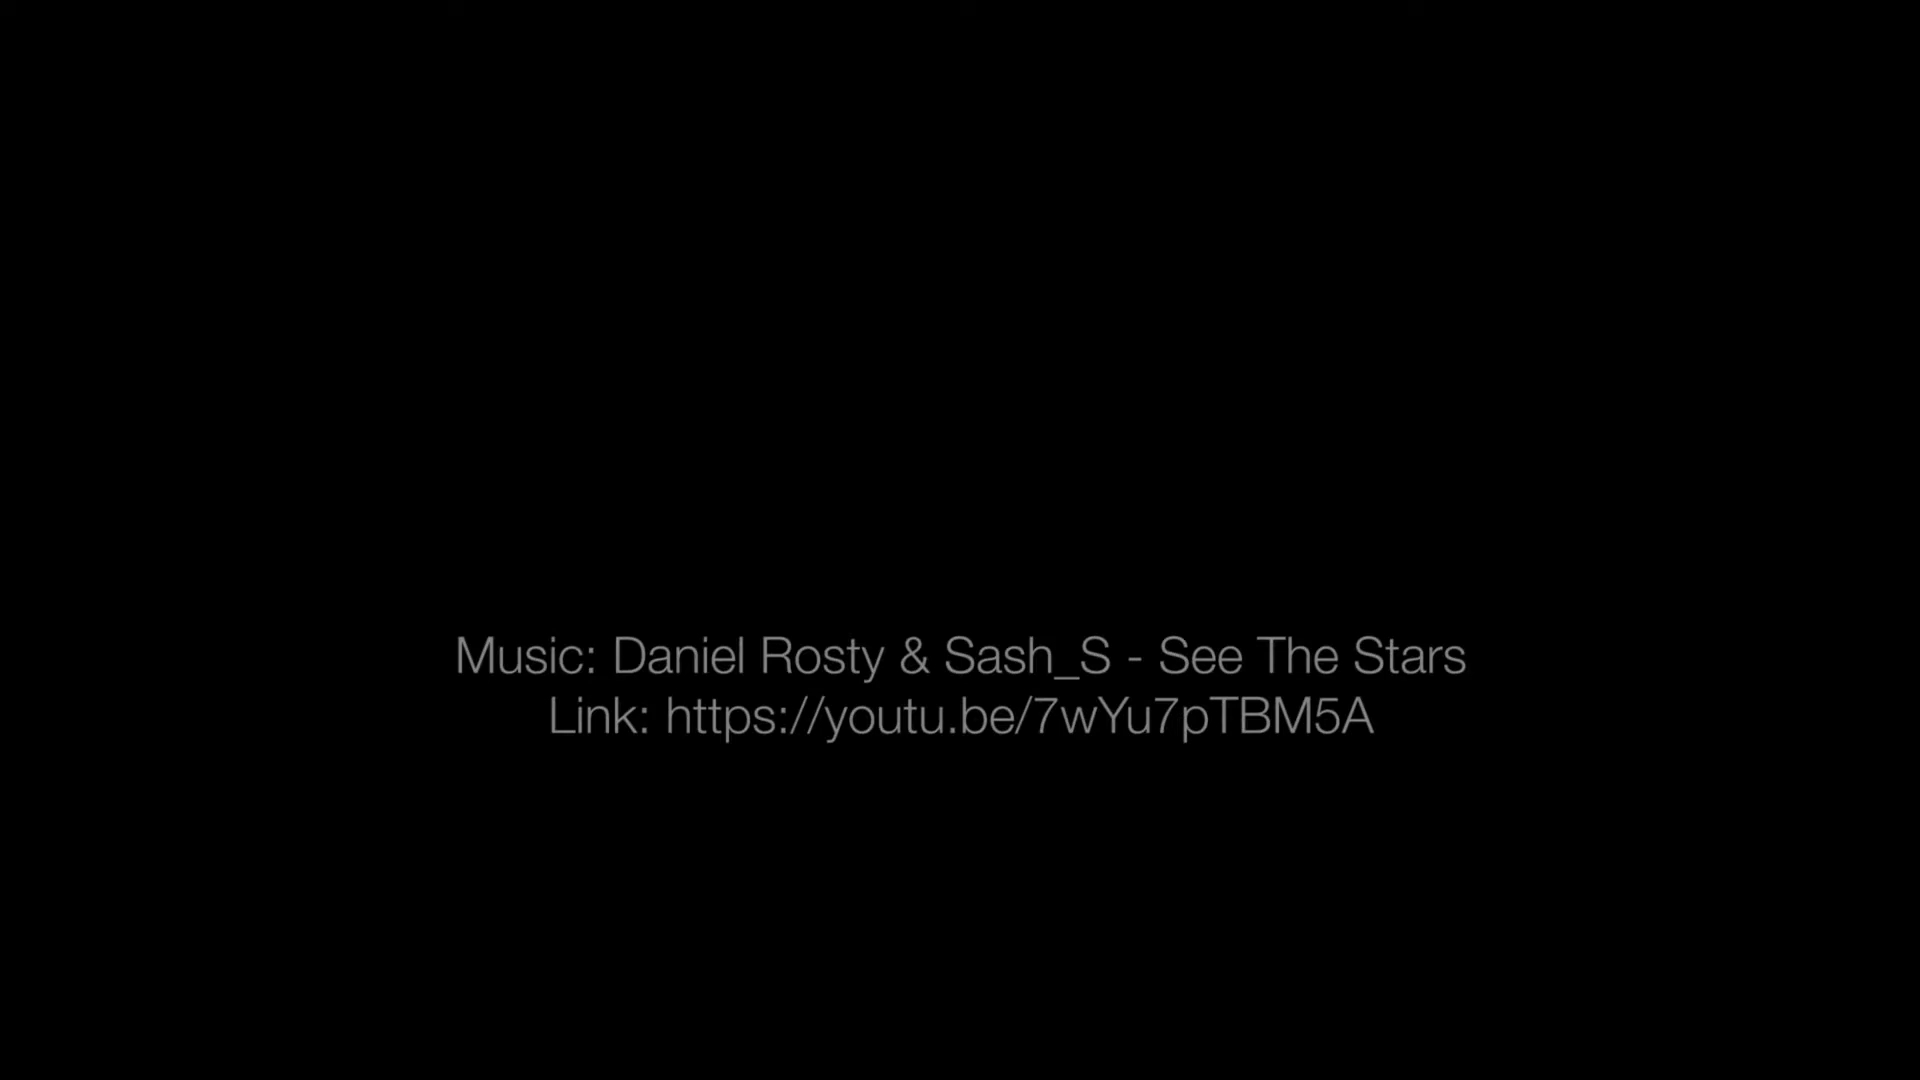 Music: Daniel Rosty & Sash_S - See The Stars
Link: https://youtu.be/7wYu7pTBM5A